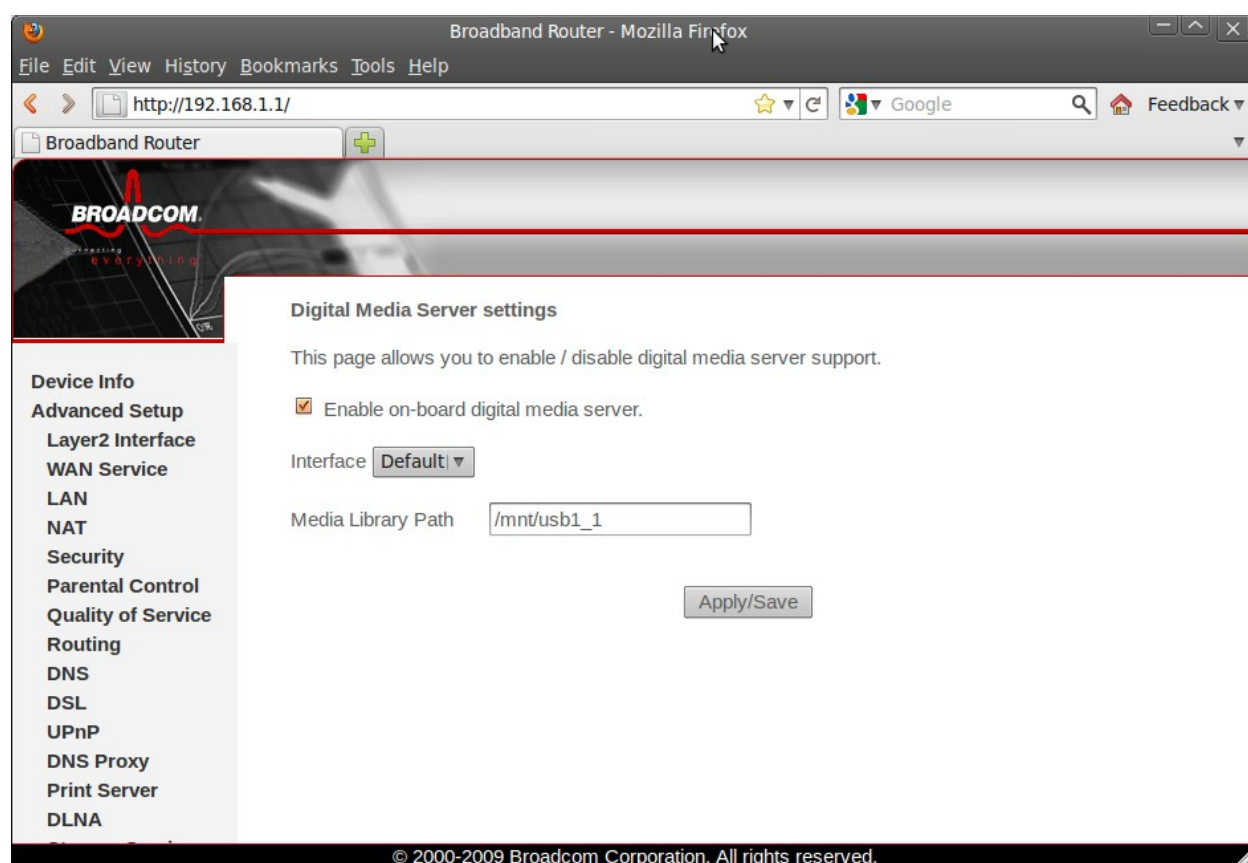 Broadband Router - Mozilla Firefox
File Edit View History Bookmarks Tools Help
http://192.168.1.1/
Google
Feedback
Broadband Router
BROADCOM.
Connecting
everything
0%
Digital Media Server settings
This page allows you to enable / disable digital media server support.
Enable on-board digital media server.
Interface Default
Media Library Path /mnt/usb1_1
Apply/Save
Device Info
Advanced Setup
Layer2 Interface
WAN Service
LAN
NAT
Security
Parental Control
Quality of Service
Routing
DNS
DSL
UPnP
DNS Proxy
Print Server
DLNA
© 2000-2009 Broadcom Corporation. All rights reserved.